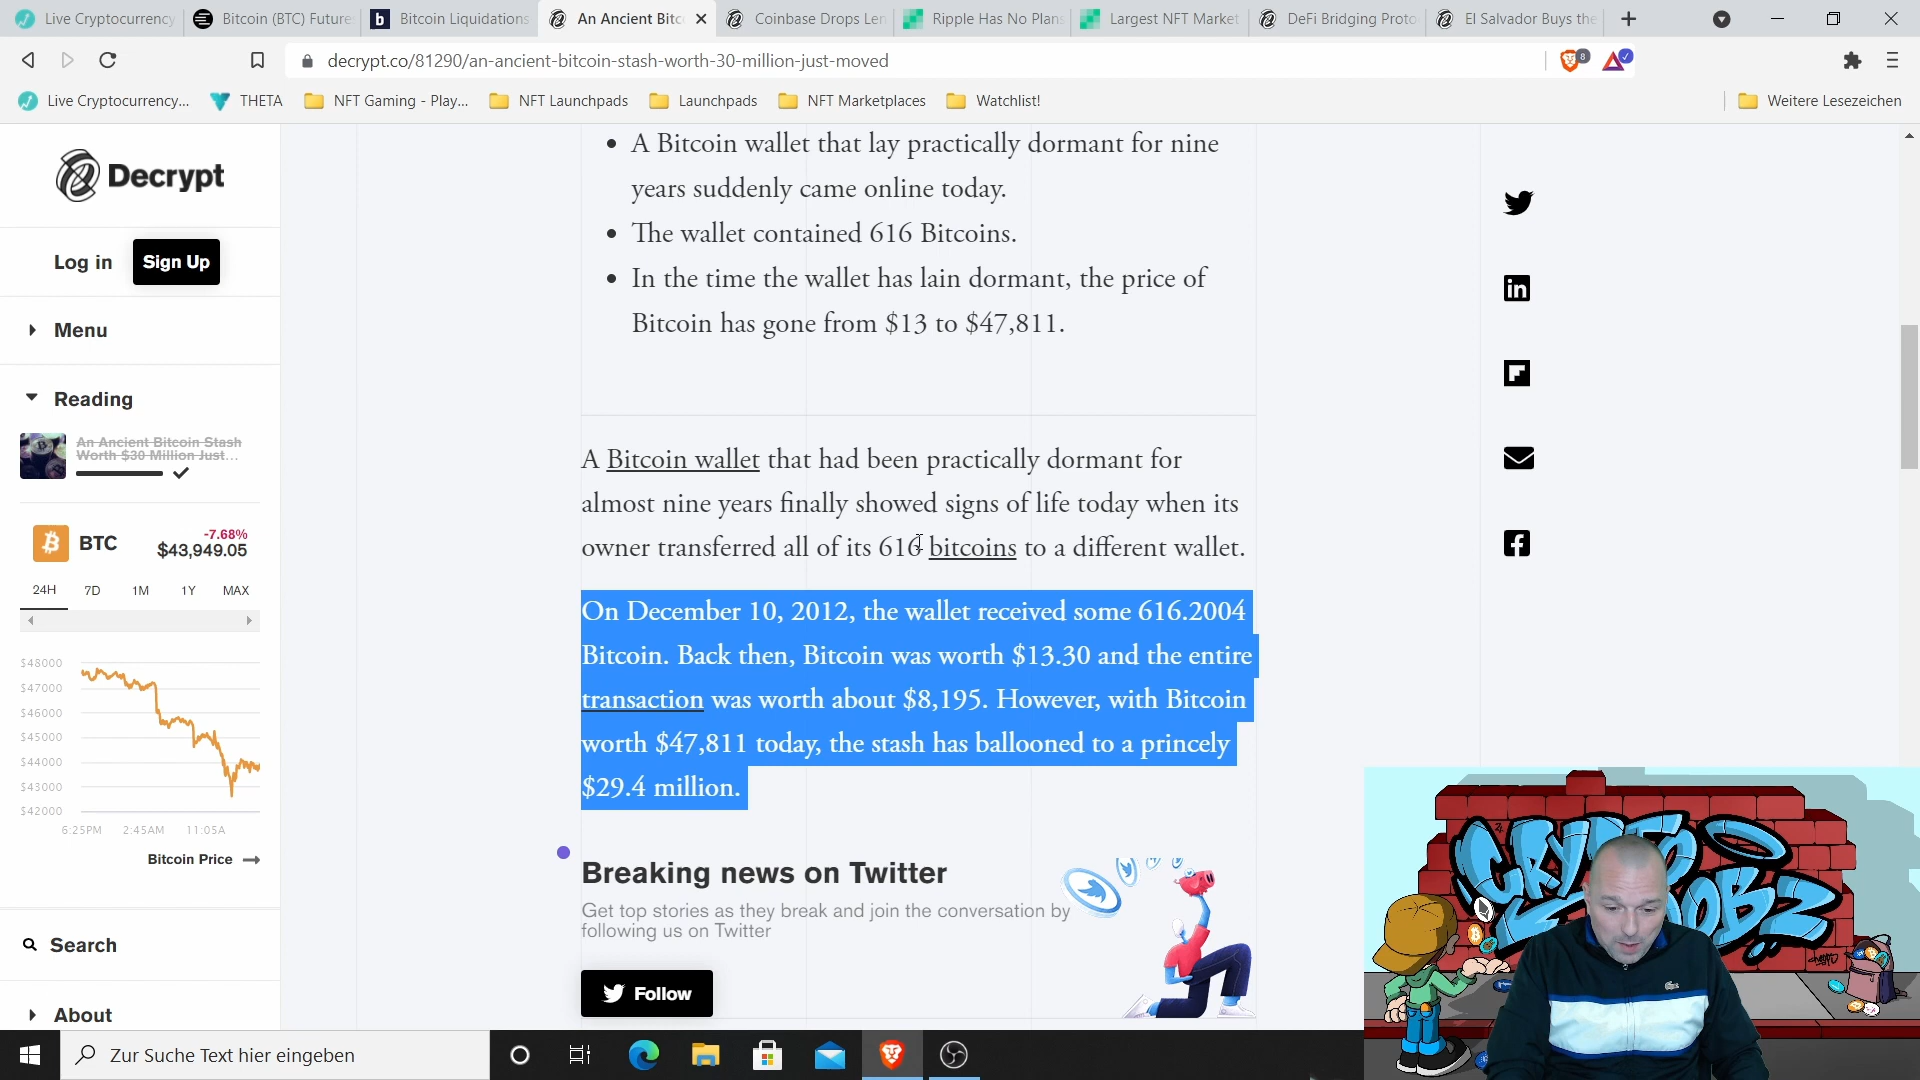 Live Cryptocurrency
Bitcoin (BTC) Future
Bitcoin Liquidations
An Ancient Bitc
Coinbase Drops Len
Ripple Has No Plans
Largest NFT Market
DeFi Bridging Proto
El Salvador Buys the
decrypt.co/81290/an-ancient-bitcoin-stash-worth-30-million-just-moved
8
Live Cryptocurrency...
THETA
NFT Gaming - Play...
NFT Launchpads
Launchpads
NFT Marketplaces
Watchlist!
Weitere Lesezeichen
Decrypt
Log in
Sign Up
Menu
Reading
An Ancient Bitcoin Stash
Worth $30 Million Just...
BTC
-7.68%
$43,949.05
24H
7D
1M
1Y
MAX
$48000
$47000
$46000
$45000
$44000
$43000
$42000
6:25PM
2:45AM
11:05A
Bitcoin Price
Search
About
A Bitcoin wallet that lay practically dormant for nine
years suddenly came online today.
The wallet contained 616 Bitcoins.
In the time the wallet has lain dormant, the price of
Bitcoin has gone from $13 to $47,811.
A Bitcoin wallet that had been practically dormant for
almost nine years finally showed signs of life today when its
owner transferred all of its 616 bitcoins to a different wallet.
On December 10, 2012, the wallet received some 616.2004
Bitcoin. Back then, Bitcoin was worth $13.30 and the entire
transaction was worth about $8,195. However, with Bitcoin
worth $47,811 today, the stash has ballooned to a princely
$29.4 million.
Breaking news on Twitter
Get top stories as they break and join the conversation by
following us on Twitter
Follow
Zur Suche Text hier eingeben